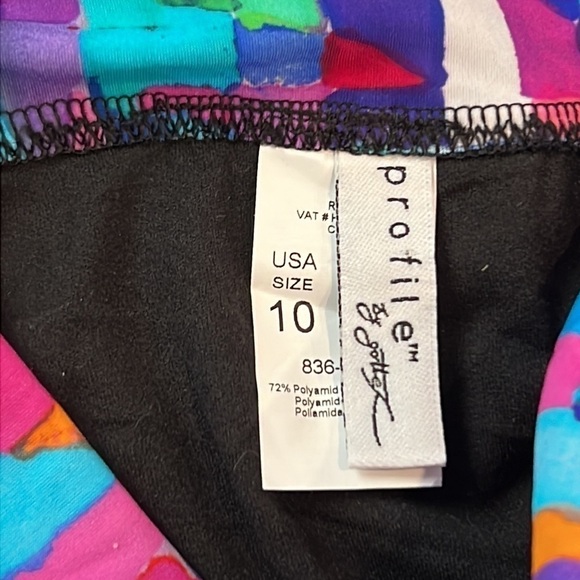 R
VAT # H
C
USA
SIZE
10
836-
72% Polyamid
Polyamid
Poliamida
profile™
by gottex